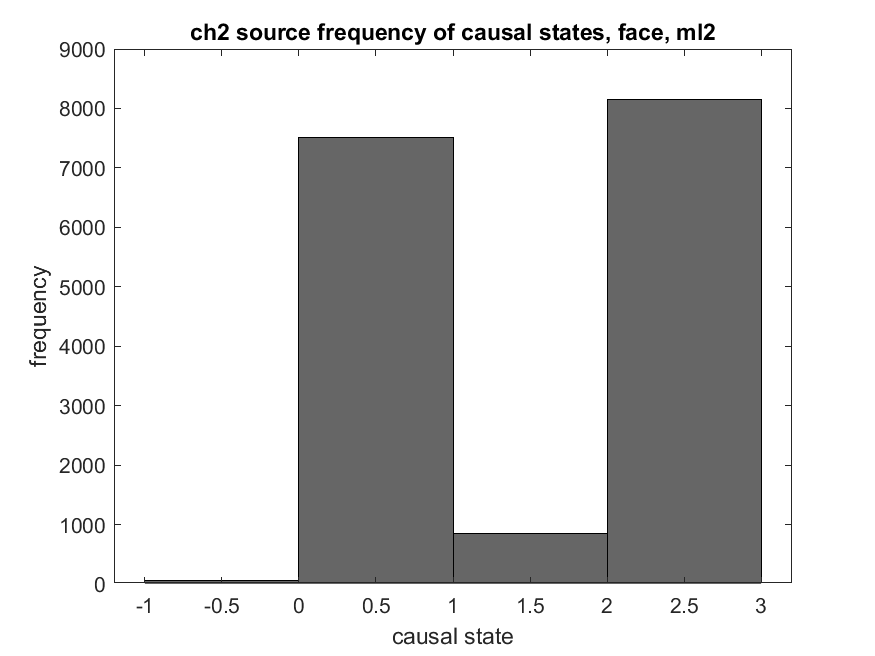 ch2 source frequency of causal states, face, ml2
9000
8000
7000
6000
5000
4000
3000
2000
1000
0
frequency
-1 -0.5 0 0.5 1 1.5 2 2.5 3
causal state